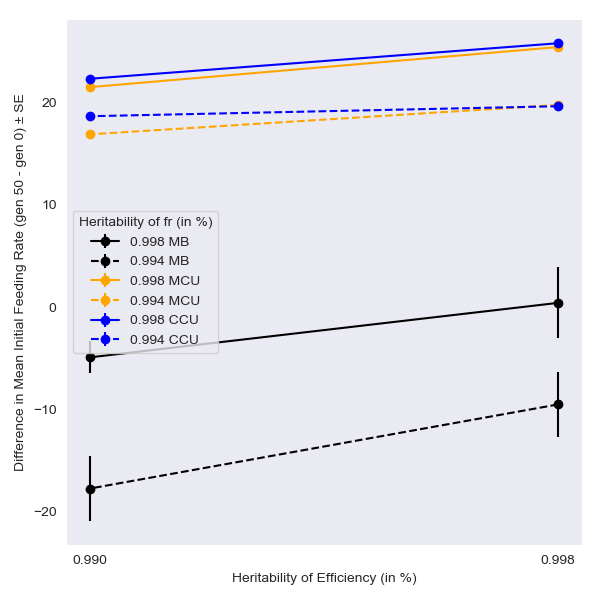 Difference in Mean Initial Feeding Rate (gen 50 - gen 0) ± SE
20
10
0
−10
−20
Heritability of fr (in %)
0.998 MB
0.994 MB
0.998 MCU
0.994 MCU
0.998 CCU
0.994 CCU
0.990
0.998
Heritability of Efficiency (in %)